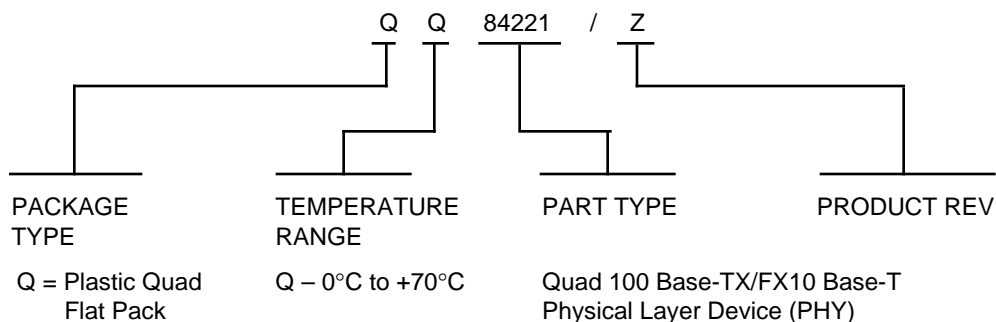 Q Q 84221 / Z
PACKAGE TYPE
TEMPERATURE RANGE
PART TYPE
PRODUCT REV
Q = Plastic Quad Flat Pack
Q – 0°C to +70°C
Quad 100 Base-TX/FX10 Base-T
Physical Layer Device (PHY)